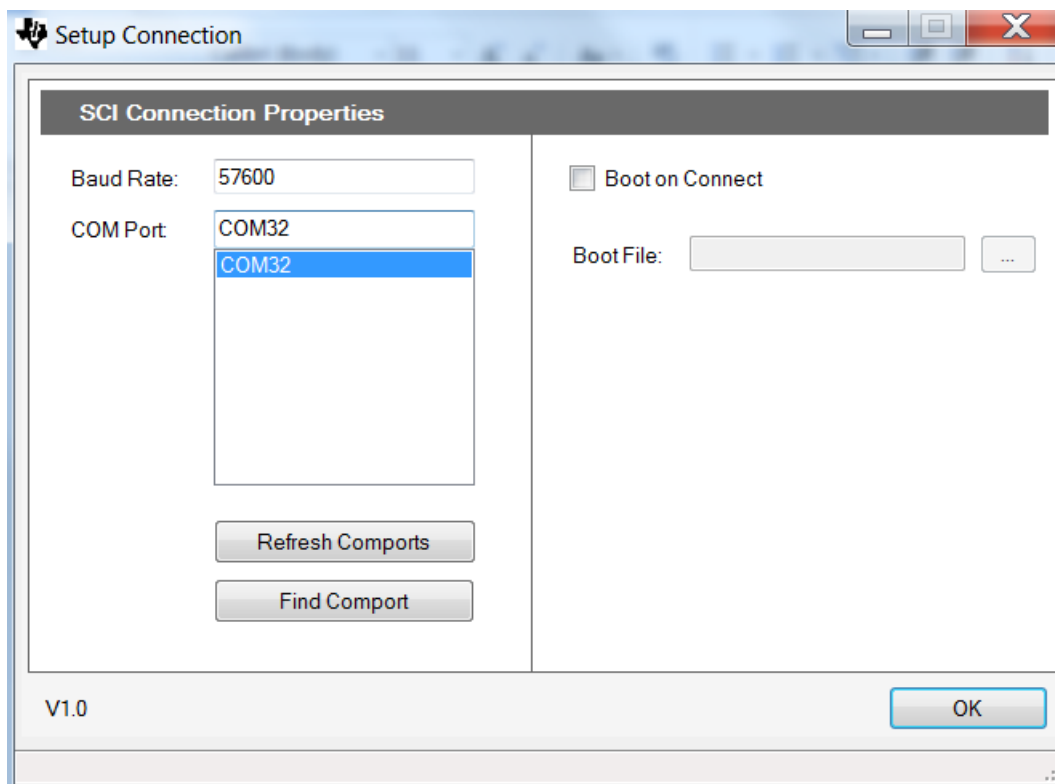 Setup Connection
SCI Connection Properties
Baud Rate: 57600
COM Port: COM32
COM32
Refresh Comports
Find Comport
Boot on Connect
Boot File:
...
V1.0
OK